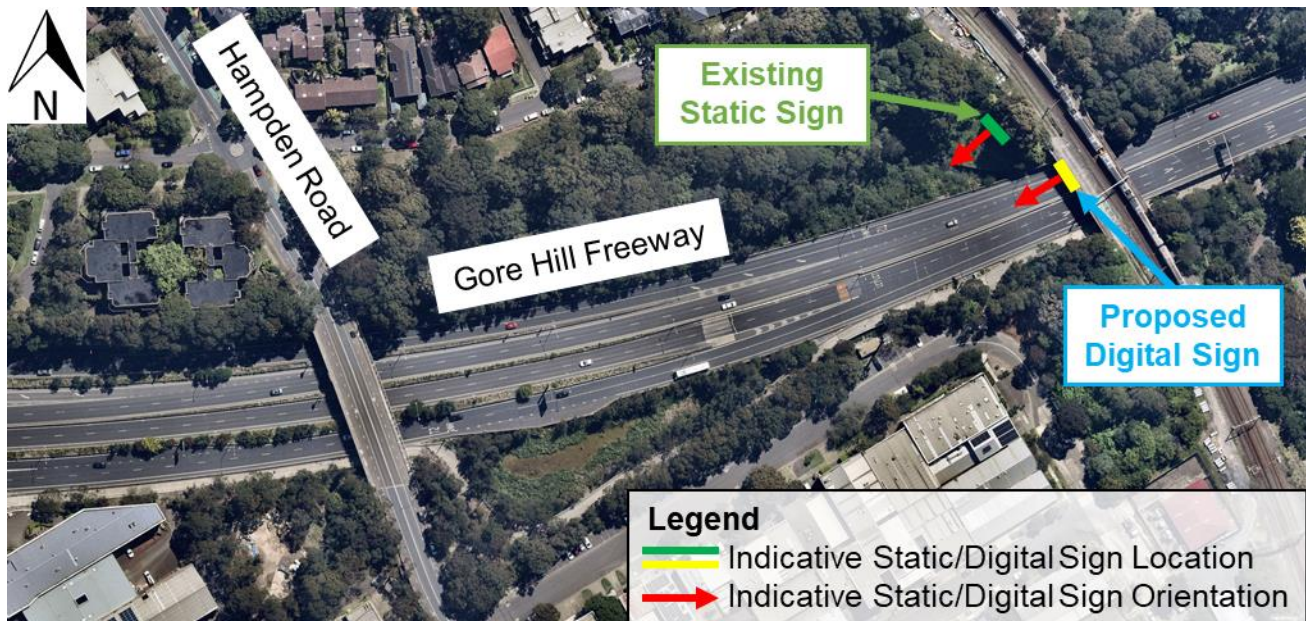 N
Hampden Road
Existing
Static Sign
Gore Hill Freeway
Proposed
Digital Sign
Legend
Indicative Static/Digital Sign Location
Indicative Static/Digital Sign Orientation